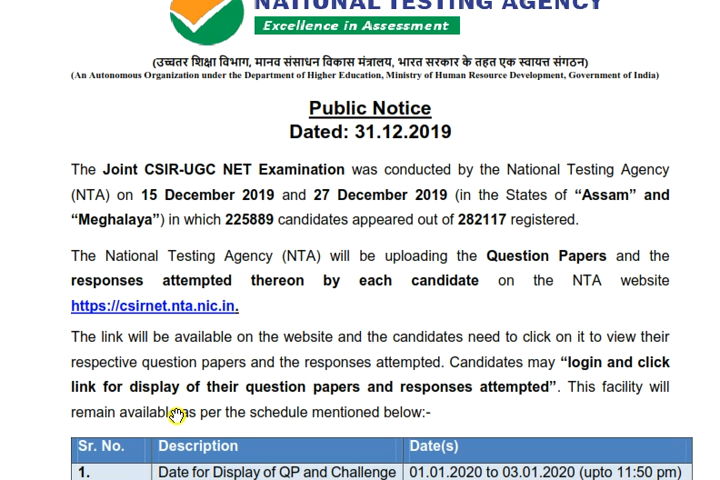 NATIONAL TESTING AGENCY
Excellence in Assessment
(उच्चतर शिक्षा विभाग, मानव संसाधन विकास मंत्रालय, भारत सरकार के तहत एक स्वायत्त संगठन)
(An Autonomous Organization under the Department of Higher Education, Ministry of Human Resource Development, Government of India)
Public Notice
Dated: 31.12.2019
The Joint CSIR-UGC NET Examination was conducted by the National Testing Agency
(NTA) on 15 December 2019 and 27 December 2019 (in the States of “Assam” and
“Meghalaya”) in which 225889 candidates appeared out of 282117 registered.
The National Testing Agency (NTA) will be uploading the Question Papers and the
responses attempted thereon by each candidate on the NTA website
https://csirnet.nta.nic.in.
The link will be available on the website and the candidates need to click on it to view their
respective question papers and the responses attempted. Candidates may “login and click
link for display of their question papers and responses attempted”. This facility will
remain available as per the schedule mentioned below:-
Sr. No. Description Date(s)
1. Date for Display of QP and Challenge 01.01.2020 to 03.01.2020 (upto 11:50 pm)